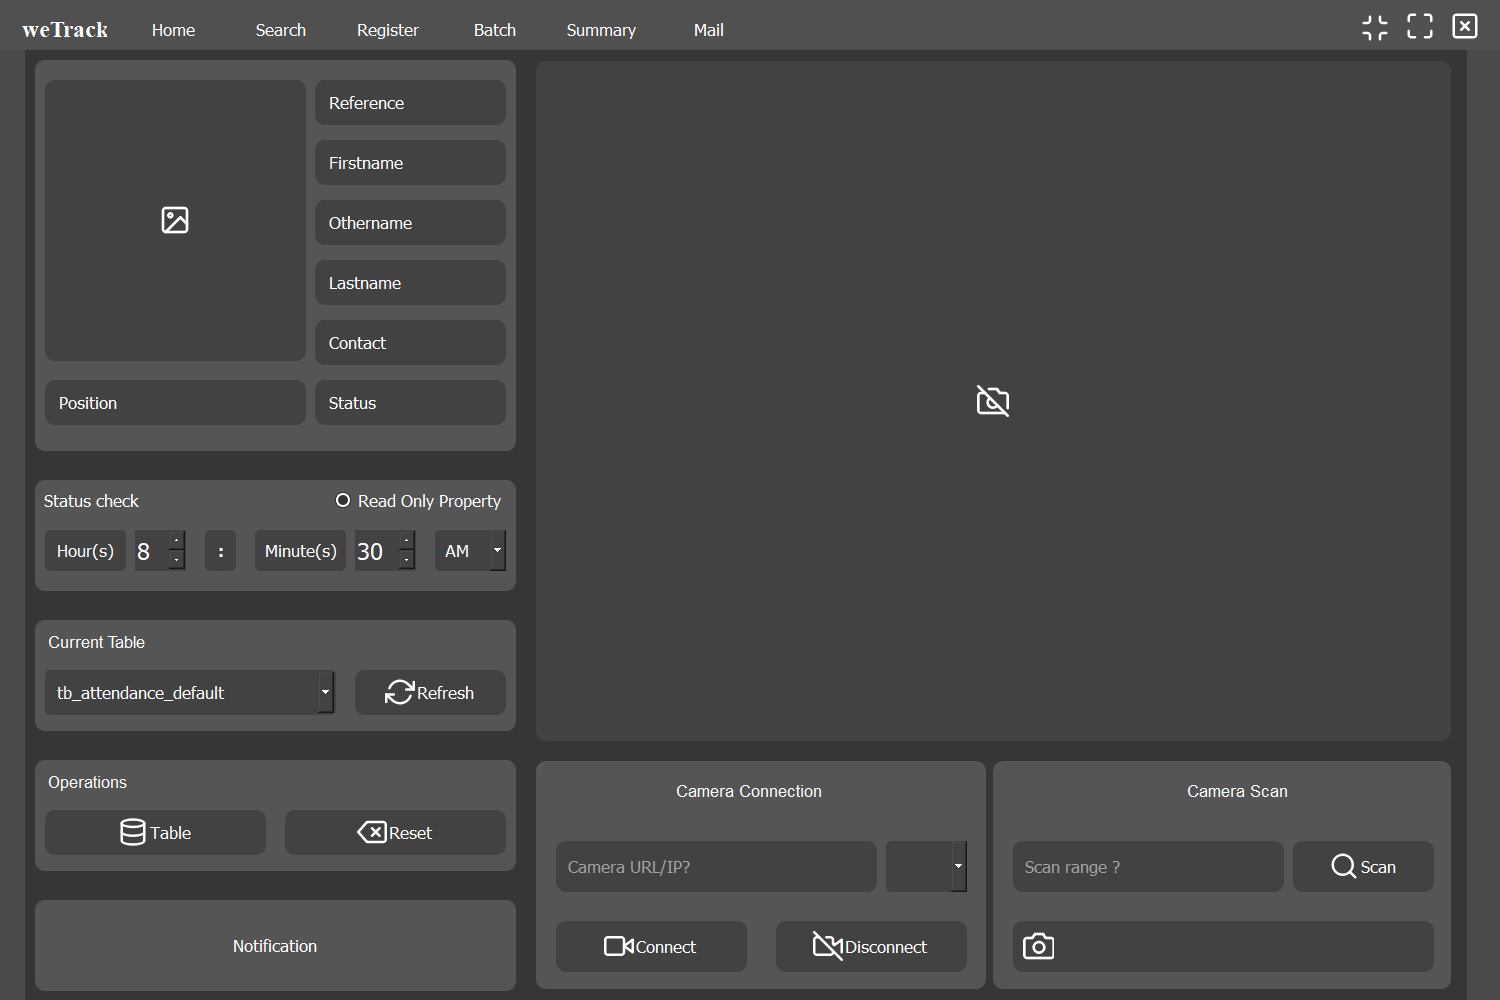 weTrack Home Search Register Batch Summary Mail
Reference
Firstname
Othername
Lastname
Contact
Position Status
Status check Read Only Property
Hour(s) 8 : Minute(s) 30 AM
Current Table
tb_attendance_default Refresh
Operations
Table Reset
Notification
Camera Connection
Camera URL/IP?
Connect Disconnect
Camera Scan
Scan range ? Scan